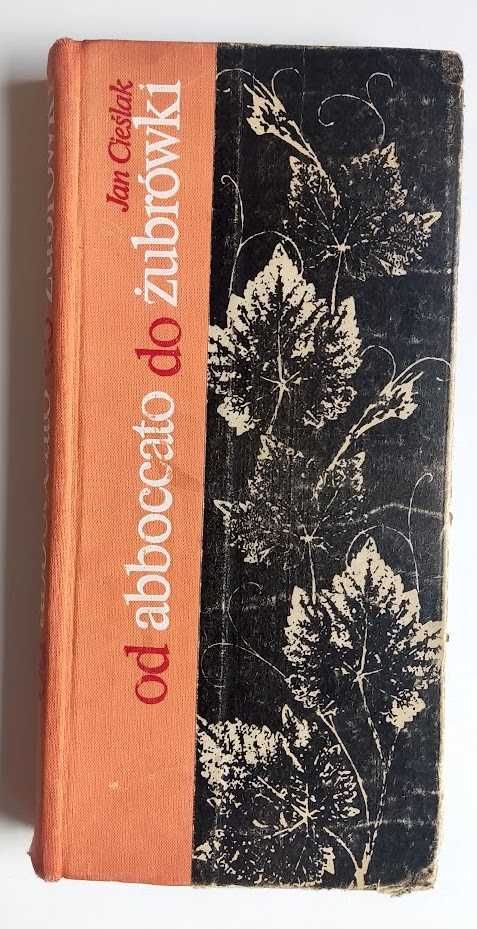 Jan Cieślak
od abboccato do żubrówki